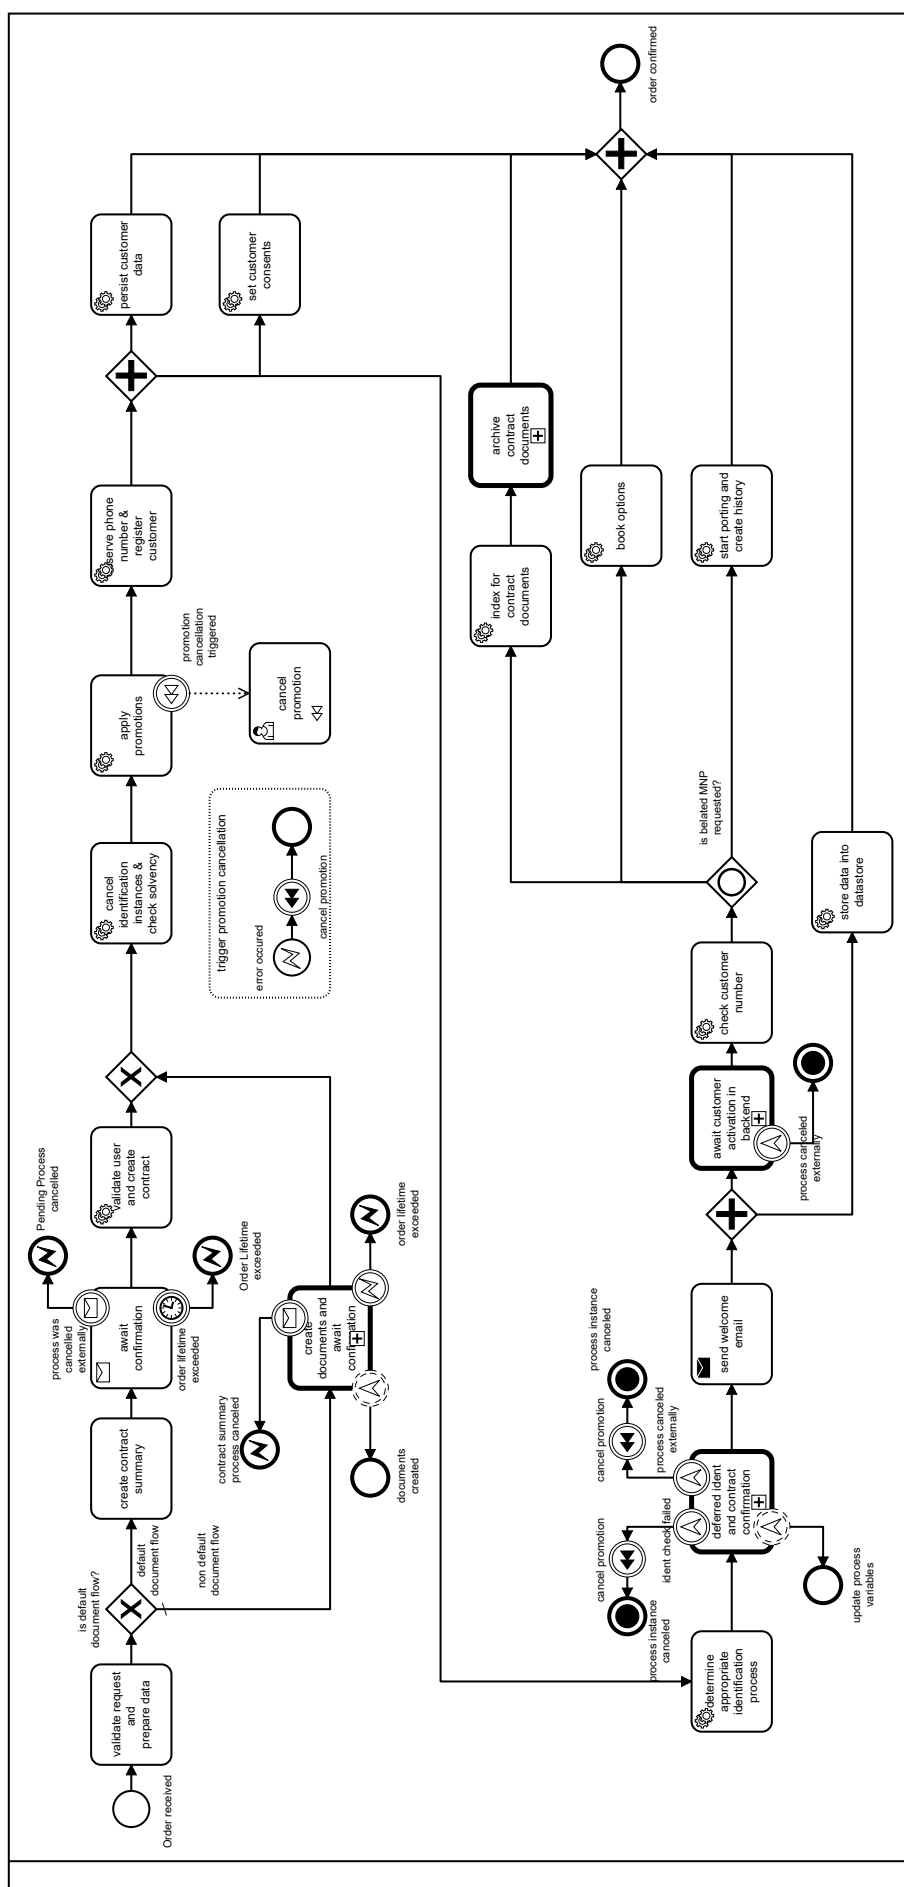 Order received
validate request
and
prepare data
is default
document flow?
default
document flow
non default
document flow
create contract
summary
process was
cancelled
externally
Pending Process
cancelled
await
confirmation
order lifetime
exceeded
Order Lifetime
exceeded
validate user
and create
contract
contract summary
process canceled
create
documents and
await
confirmation
documents
created
order lifetime
exceeded
cancel
identification
instances &
check solvency
trigger promotion cancellation
error occured
cancel promotion
apply
promotions
promotion
cancellation
triggered
cancel
promotion
serve phone
number &
register
customer
persist customer
data
set customer
consents
determine
appropriate
identification
process
process instance
canceled
cancel promotion
ident check failed
deferred ident
and contract
confirmation
cancel promotion
process instance
canceled
process canceled
externally
update process
variables
send welcome
email
await customer
activation in
backend
process canceled
externally
check customer
number
store data into
datastore
is belated MNP
requested?
index for
contract
documents
archive
contract
documents
book options
start porting and
create history
order confirmed